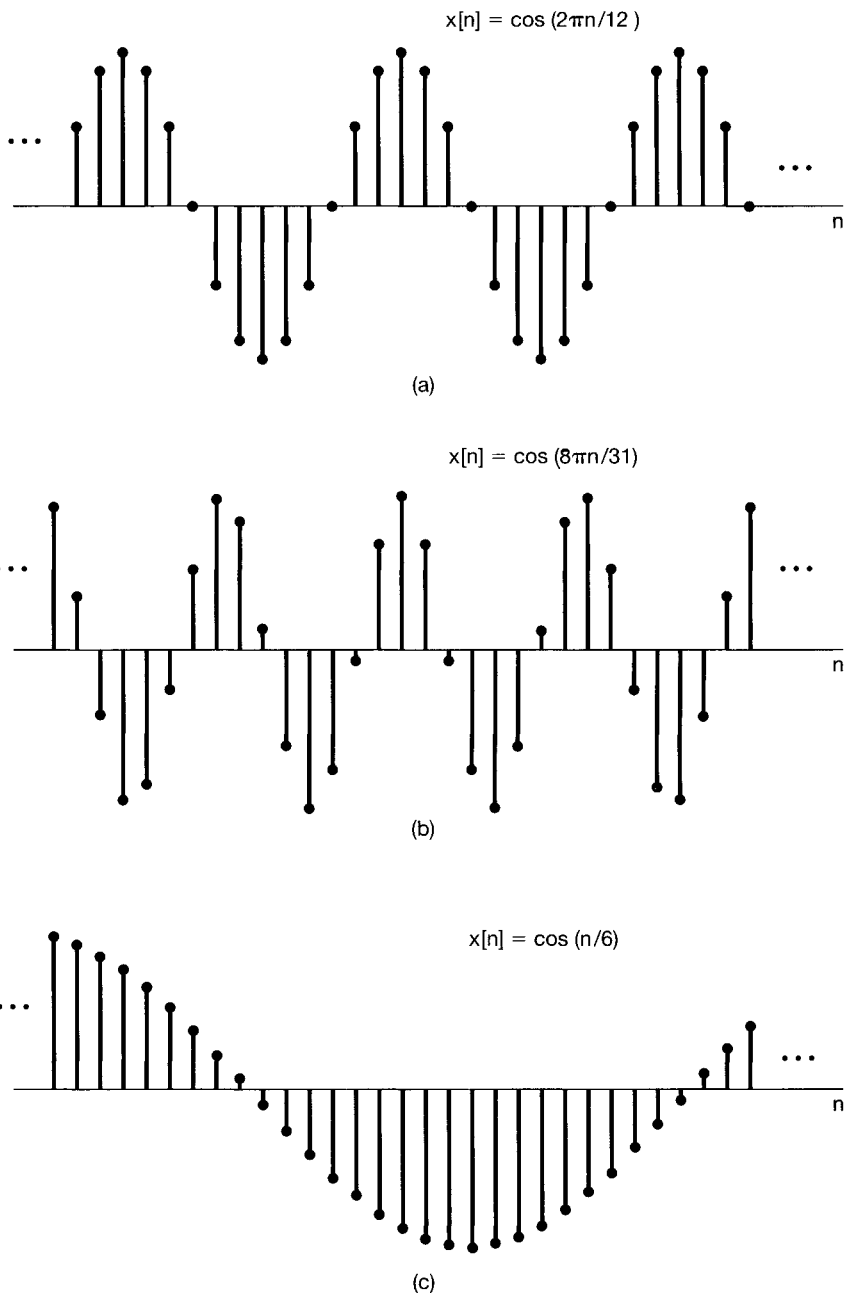 x[n] = cos (2πn/12 )
••• •••
n
(a)
x[n] = cos (8πn/31)
••• •••
n
(b)
x[n] = cos (n/6)
••• •••
n
(c)